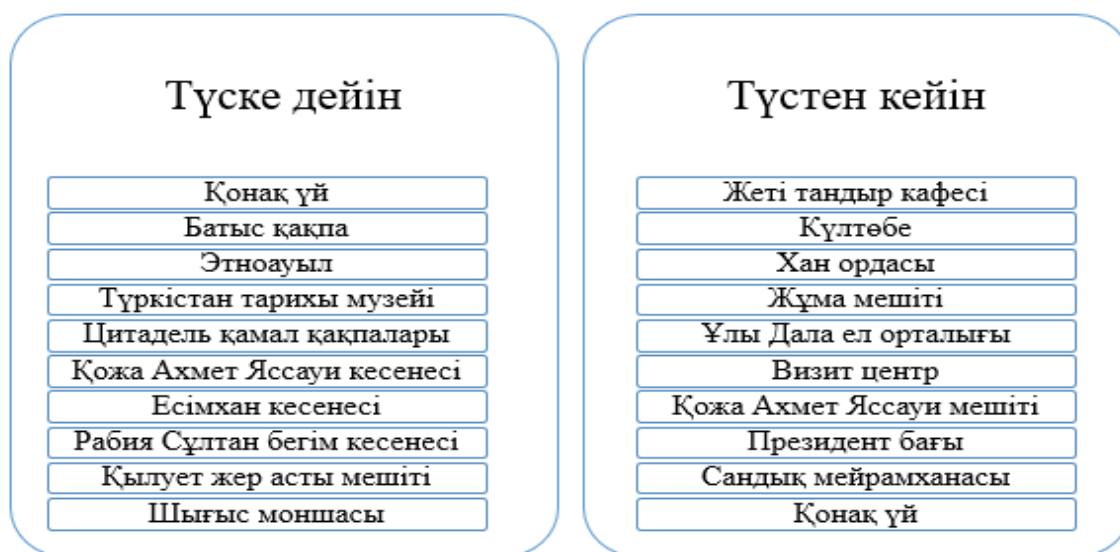 Түске дейін
Қонақ үй
Батыс қақпа
Этноауыл
Түркістан тарихы музейі
Цитадель қамал қақпалары
Қожа Ахмет Яссауи кесенесі
Есімхан кесенесі
Рабия Сұлтан бегім кесенесі
Қылует жер асты мешіті
Шығыс моншасы
Түстен кейін
Жеті тандыр кафесі
Күлтөбе
Хан ордасы
Жұма мешіті
Ұлы Дала ел орталығы
Визит центр
Қожа Ахмет Яссауи мешіті
Президент бағы
Сандық мейрамханасы
Қонақ үй